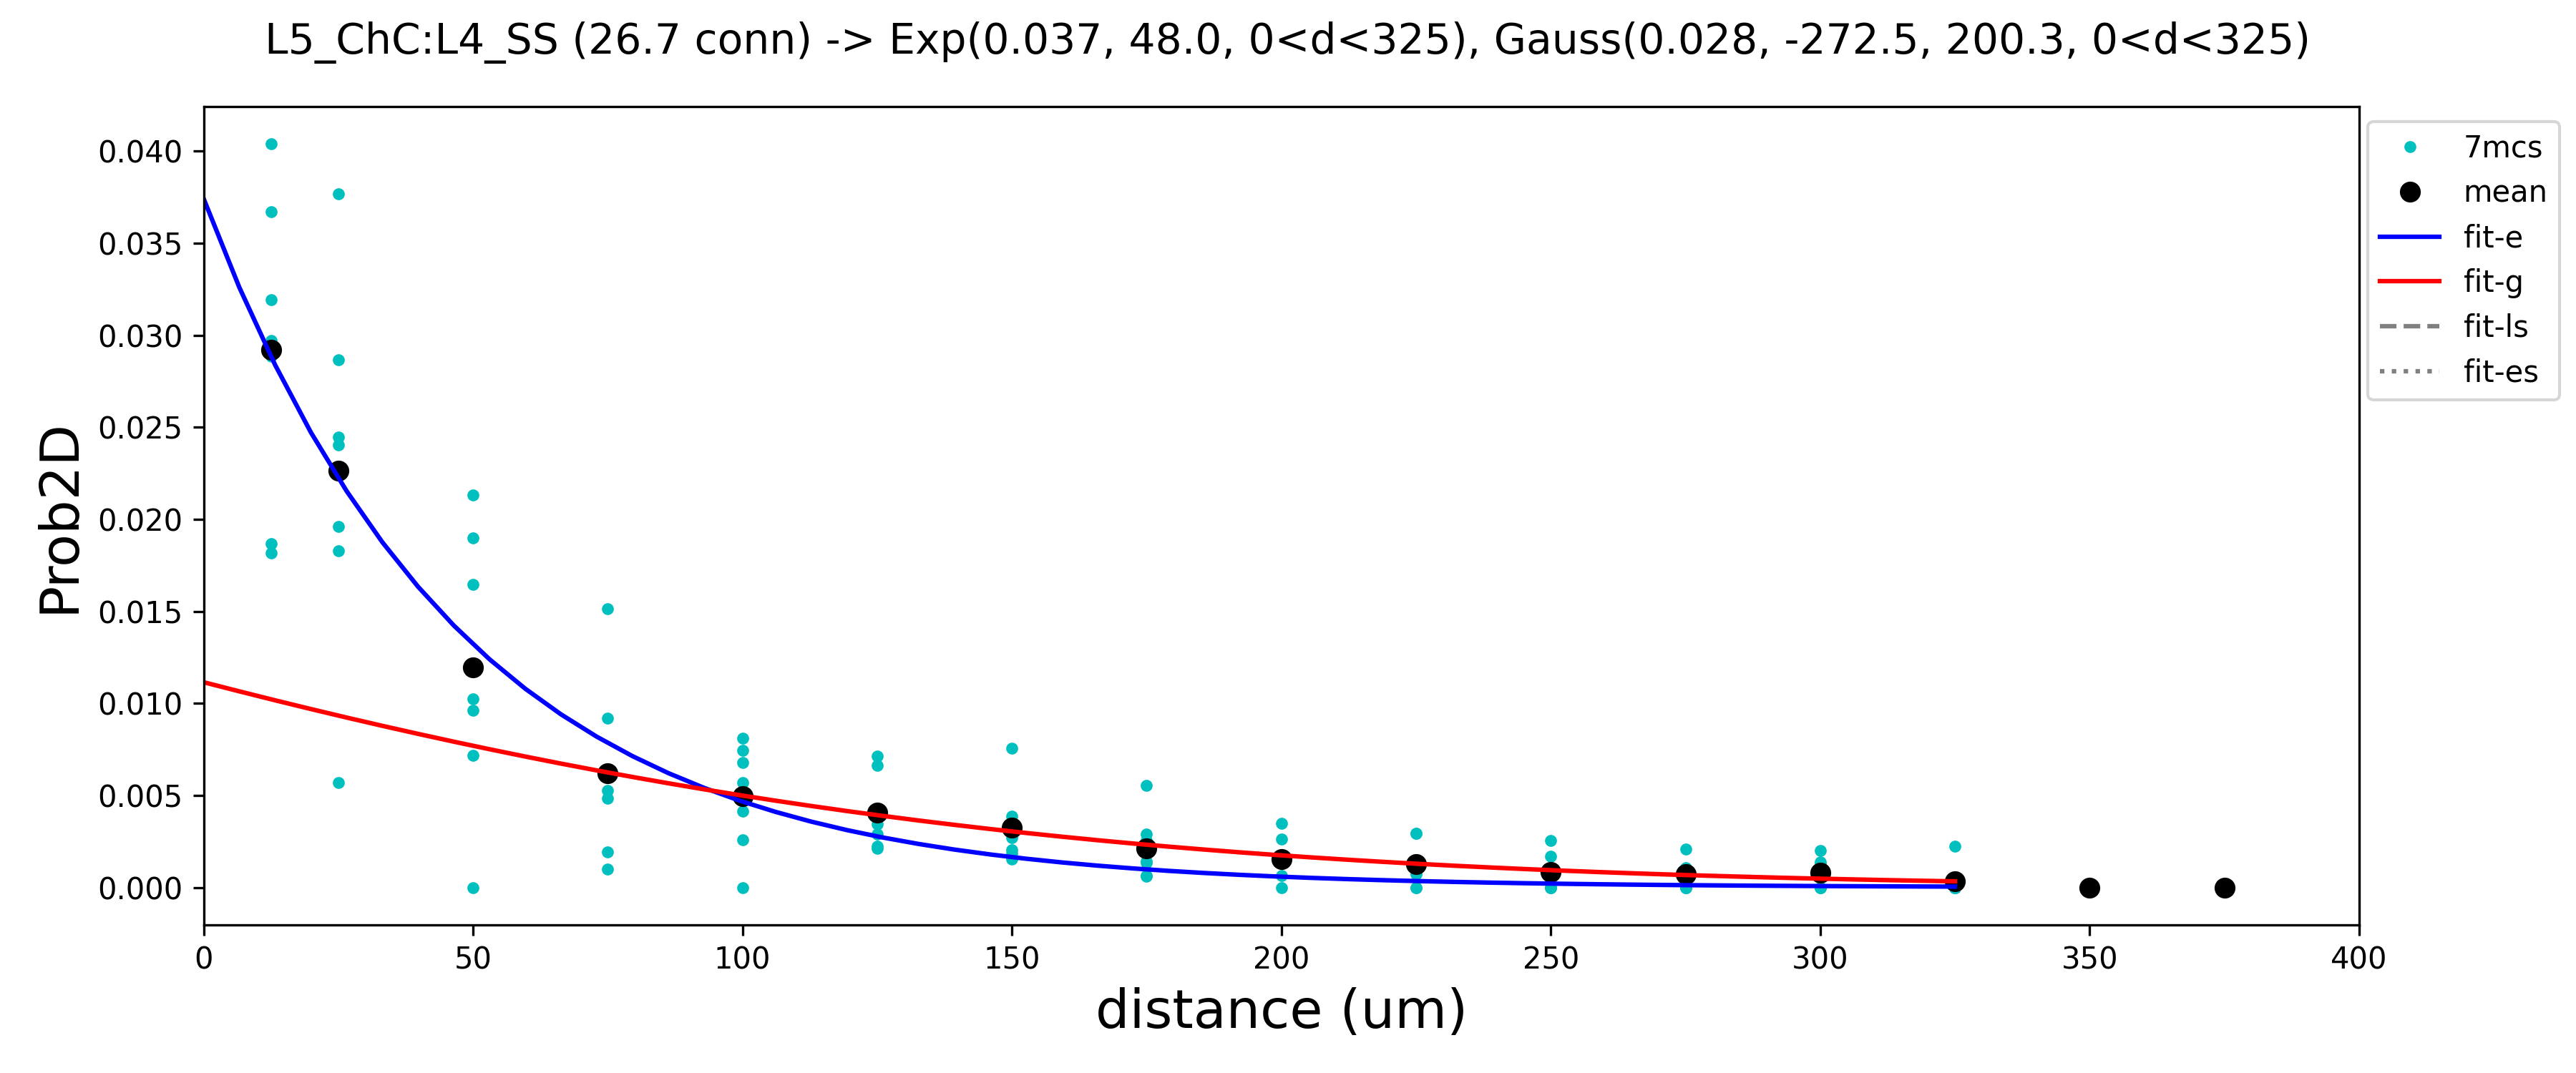 L5_ChC:L4_SS (26.7 conn) -> Exp(0.037, 48.0, 0<d<325), Gauss(0.028, -272.5, 200.3, 0<d<325)
0.040
0.035
0.030
0.025
0.020
0.015
0.010
0.005
0.000
Prob2D
0 50 100 150 200 250 300 350 400
distance (um)
7mcs
mean
fit-e
fit-g
fit-ls
fit-es